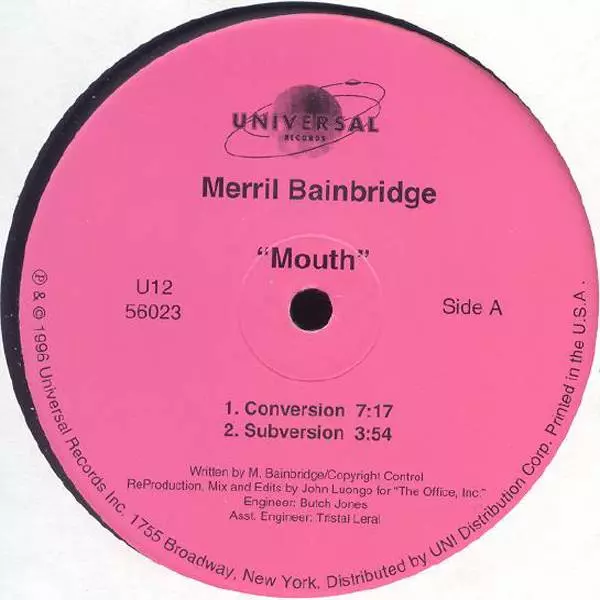 UNIVERSAL
RECORDS
Merril Bainbridge
“Mouth”
U12
56023
Side A
1. Conversion 7:17
2. Subversion 3:54
Written by M. Bainbridge/Copyright Control
ReProduction, Mix and Edits by John Luongo for "The Office, Inc."
Engineer: Butch Jones
Asst. Engineer: Tristal Leral
℗ & © 1996 Universal Records Inc. 1755 Broadway, New York. Distributed by UNI Distribution Corp. Printed in the U.S.A.